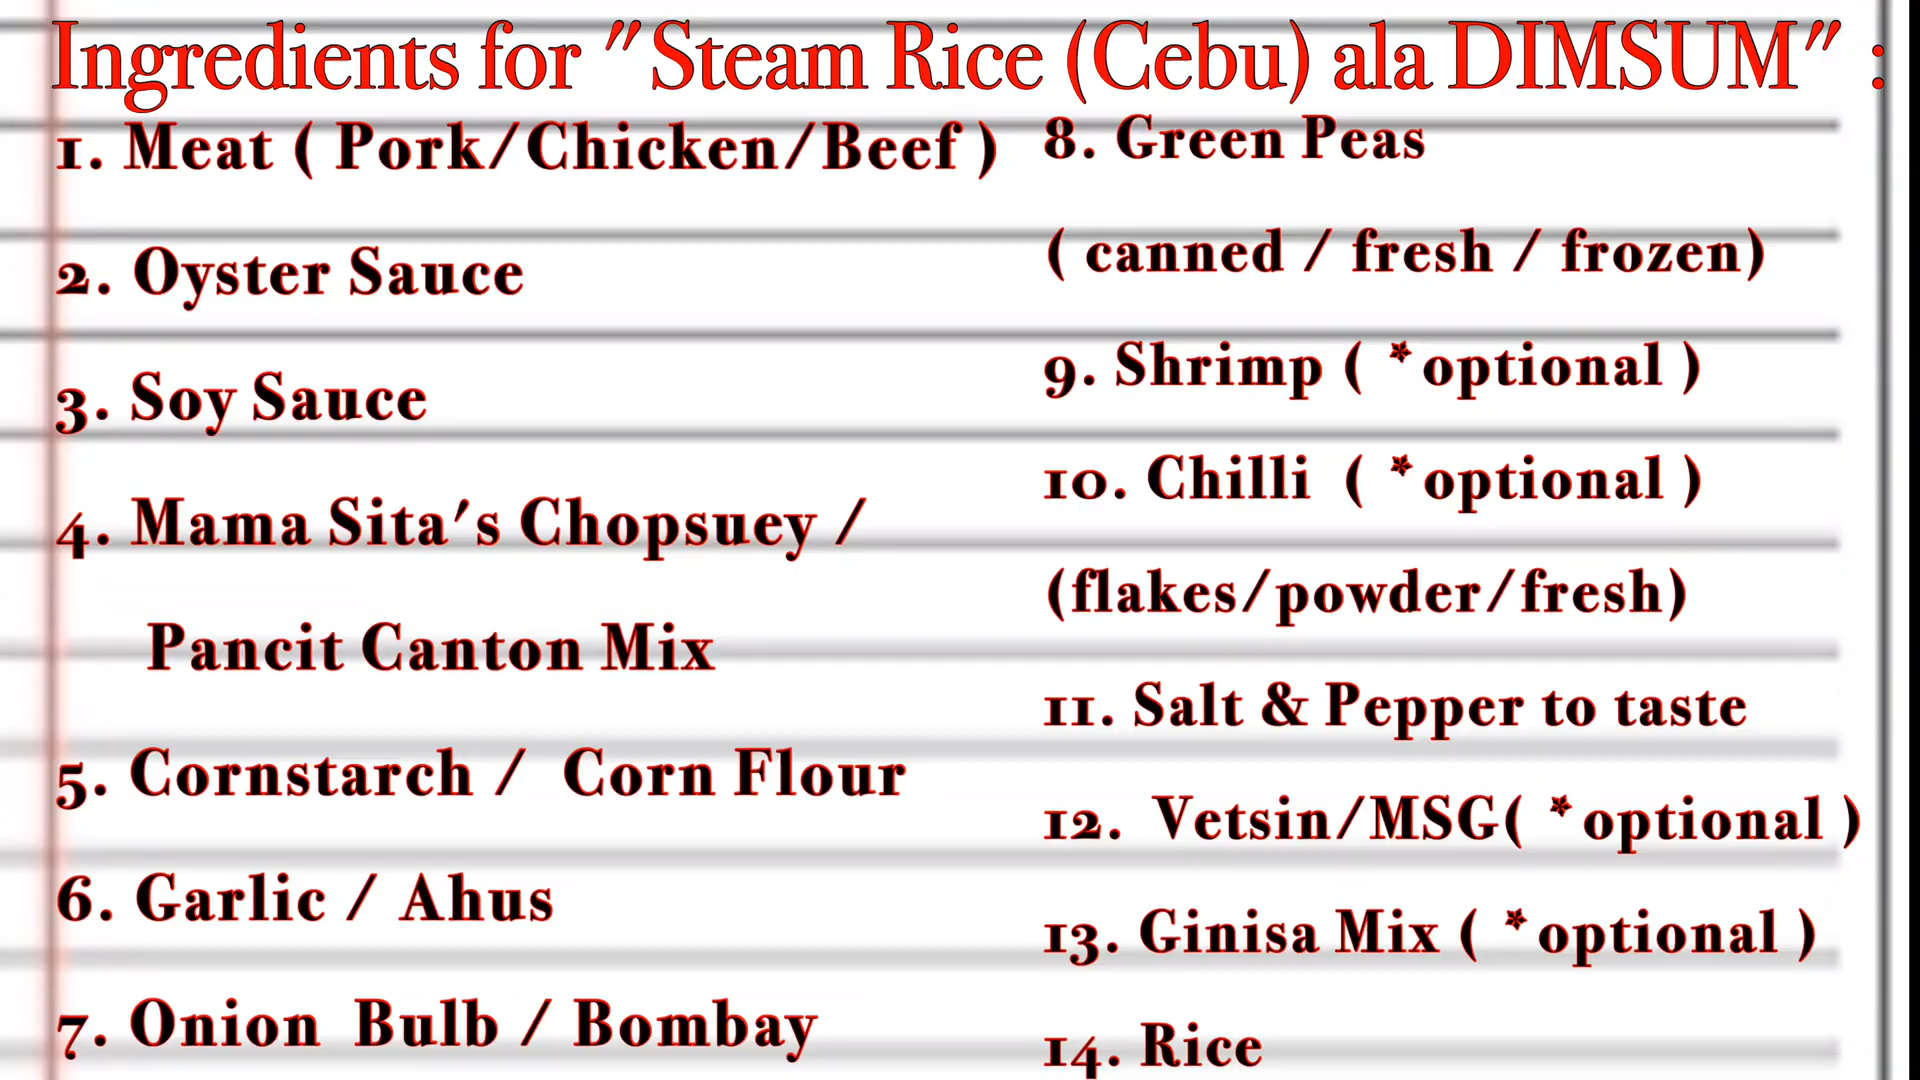 Ingredients for "Steam Rice (Cebu) ala DIMSUM" :
1. Meat ( Pork/Chicken/Beef )
2. Oyster Sauce
3. Soy Sauce
4. Mama Sita's Chopsuey /
Pancit Canton Mix
5. Cornstarch / Corn Flour
6. Garlic / Ahus
7. Onion Bulb / Bombay
8. Green Peas
( canned / fresh / frozen)
9. Shrimp ( *optional )
10. Chilli ( *optional )
(flakes/powder/fresh)
11. Salt & Pepper to taste
12. Vetsin/MSG( *optional )
13. Ginisa Mix ( *optional )
14. Rice